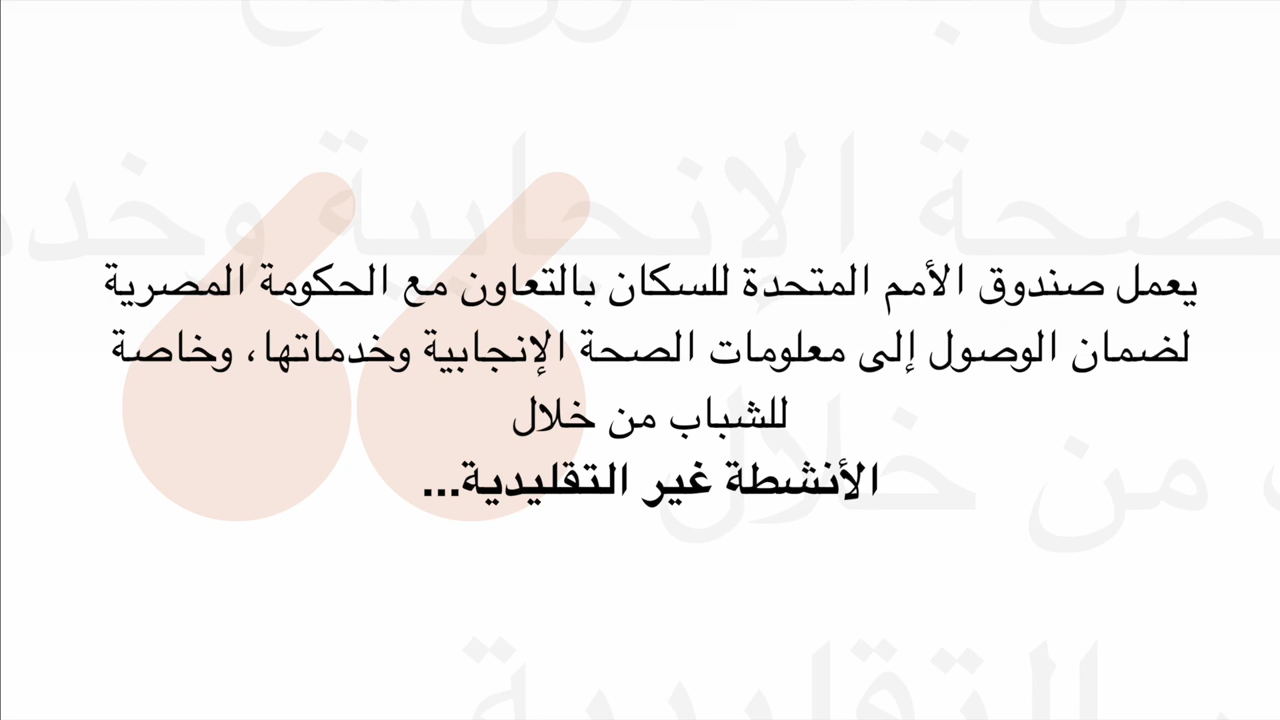 يعمل صندوق الأمم المتحدة للسكان بالتعاون مع الحكومة المصرية
لضمان الوصول إلى معلومات الصحة الإنجابية وخدماتها، وخاصة
للشباب من خلال
الأنشطة غير التقليدية...